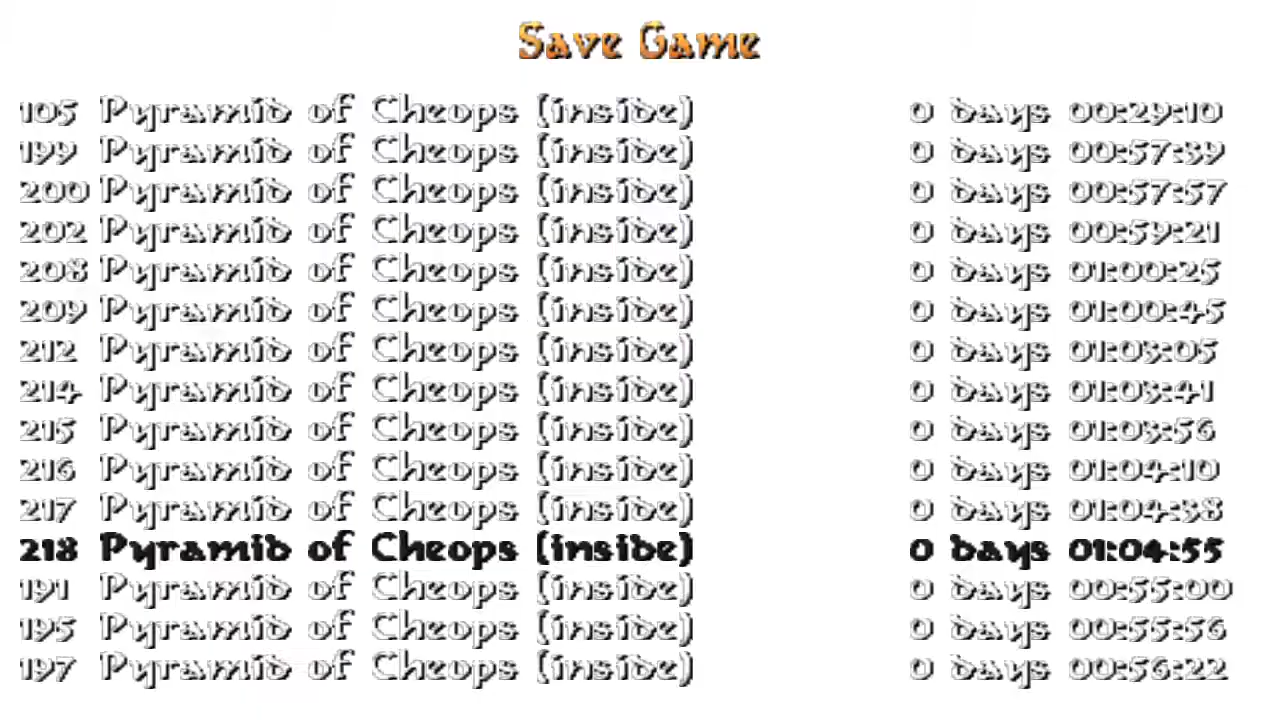 Save Game
105 Pyramid of Cheops (inside) 0 days 00:29:10
199 Pyramid of Cheops (inside) 0 days 00:57:39
200 Pyramid of Cheops (inside) 0 days 00:57:57
202 Pyramid of Cheops (inside) 0 days 00:59:21
208 Pyramid of Cheops (inside) 0 days 01:00:25
209 Pyramid of Cheops (inside) 0 days 01:00:45
212 Pyramid of Cheops (inside) 0 days 01:03:05
214 Pyramid of Cheops (inside) 0 days 01:03:41
215 Pyramid of Cheops (inside) 0 days 01:03:56
216 Pyramid of Cheops (inside) 0 days 01:04:10
217 Pyramid of Cheops (inside) 0 days 01:04:38
218 Pyramid of Cheops (inside) 0 days 01:04:55
191 Pyramid of Cheops (inside) 0 days 00:55:00
195 Pyramid of Cheops (inside) 0 days 00:55:56
197 Pyramid of Cheops (inside) 0 days 00:56:22